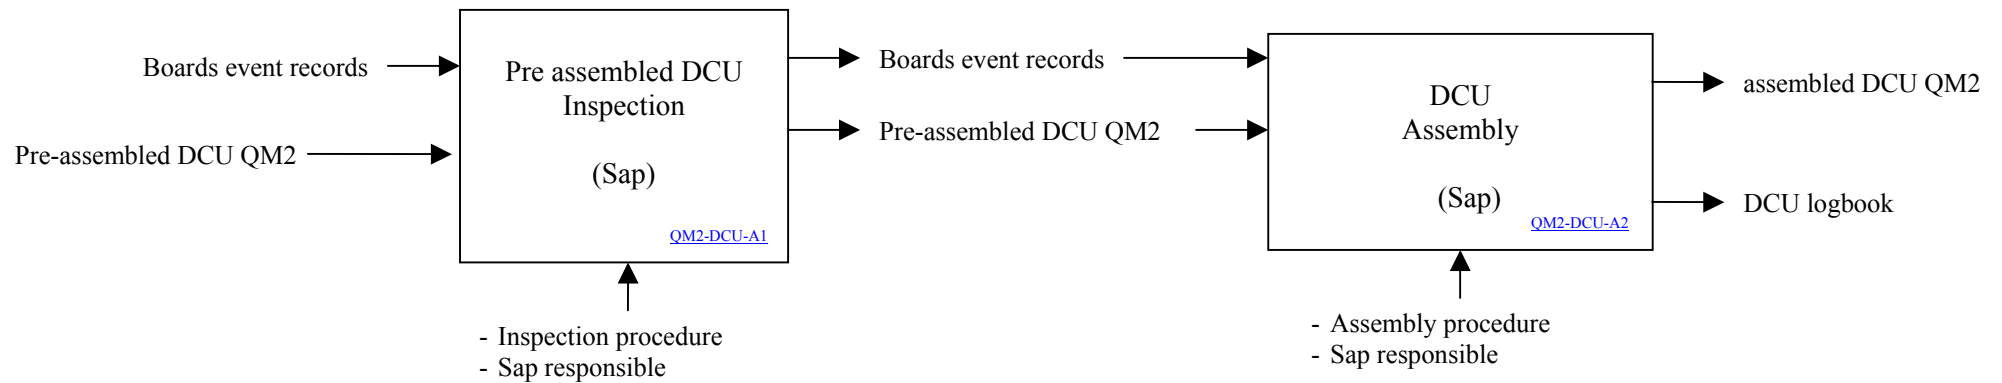 Boards event records
Pre-assembled DCU QM2
Pre assembled DCU
Inspection
(Sap)
QM2-DCU-A1
- Inspection procedure
- Sap responsible
Boards event records
Pre-assembled DCU QM2
DCU
Assembly
(Sap)
QM2-DCU-A2
- Assembly procedure
- Sap responsible
assembled DCU QM2
DCU logbook